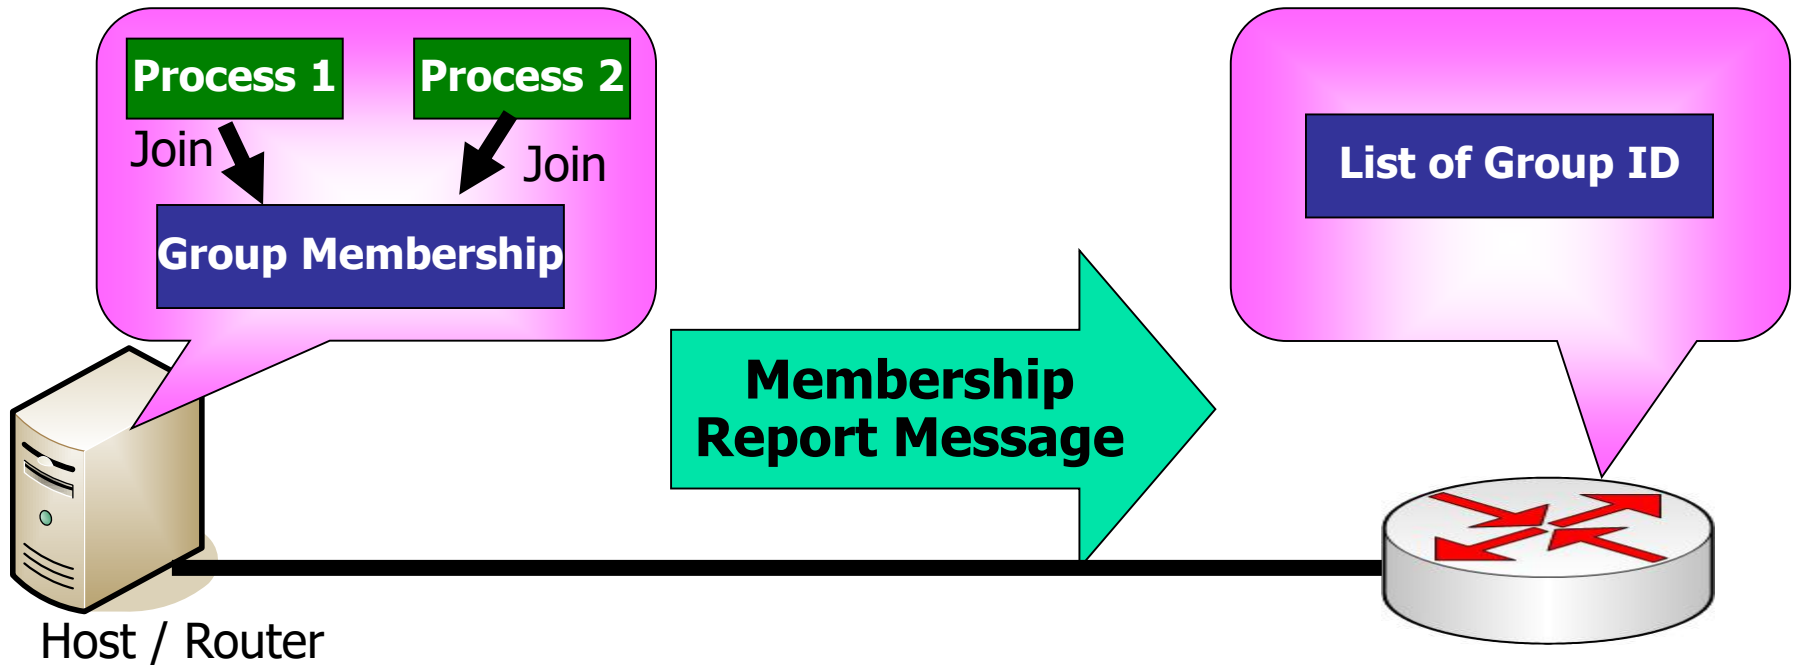 Process 1
Process 2
Join
Join
Group Membership
List of Group ID
Membership
Report Message
Host / Router